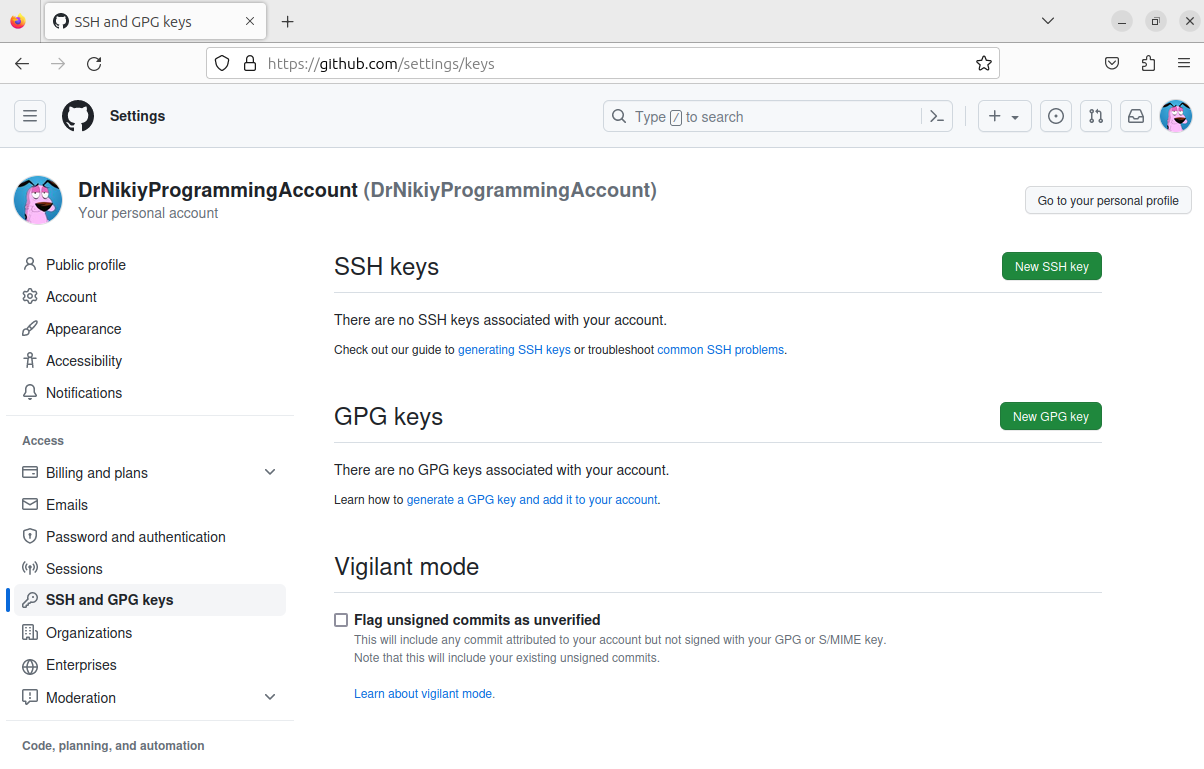 SSH and GPG keys
https://github.com/settings/keys
Settings
Type / to search
DrNikiyProgrammingAccount (DrNikiyProgrammingAccount)
Your personal account
Go to your personal profile
Public profile
Account
Appearance
Accessibility
Notifications
Access
Billing and plans
Emails
Password and authentication
Sessions
SSH and GPG keys
Organizations
Enterprises
Moderation
Code, planning, and automation
SSH keys
New SSH key
There are no SSH keys associated with your account.
Check out our guide to generating SSH keys or troubleshoot common SSH problems.
GPG keys
New GPG key
There are no GPG keys associated with your account.
Learn how to generate a GPG key and add it to your account.
Vigilant mode
Flag unsigned commits as unverified
This will include any commit attributed to your account but not signed with your GPG or S/MIME key.
Note that this will include your existing unsigned commits.
Learn about vigilant mode.